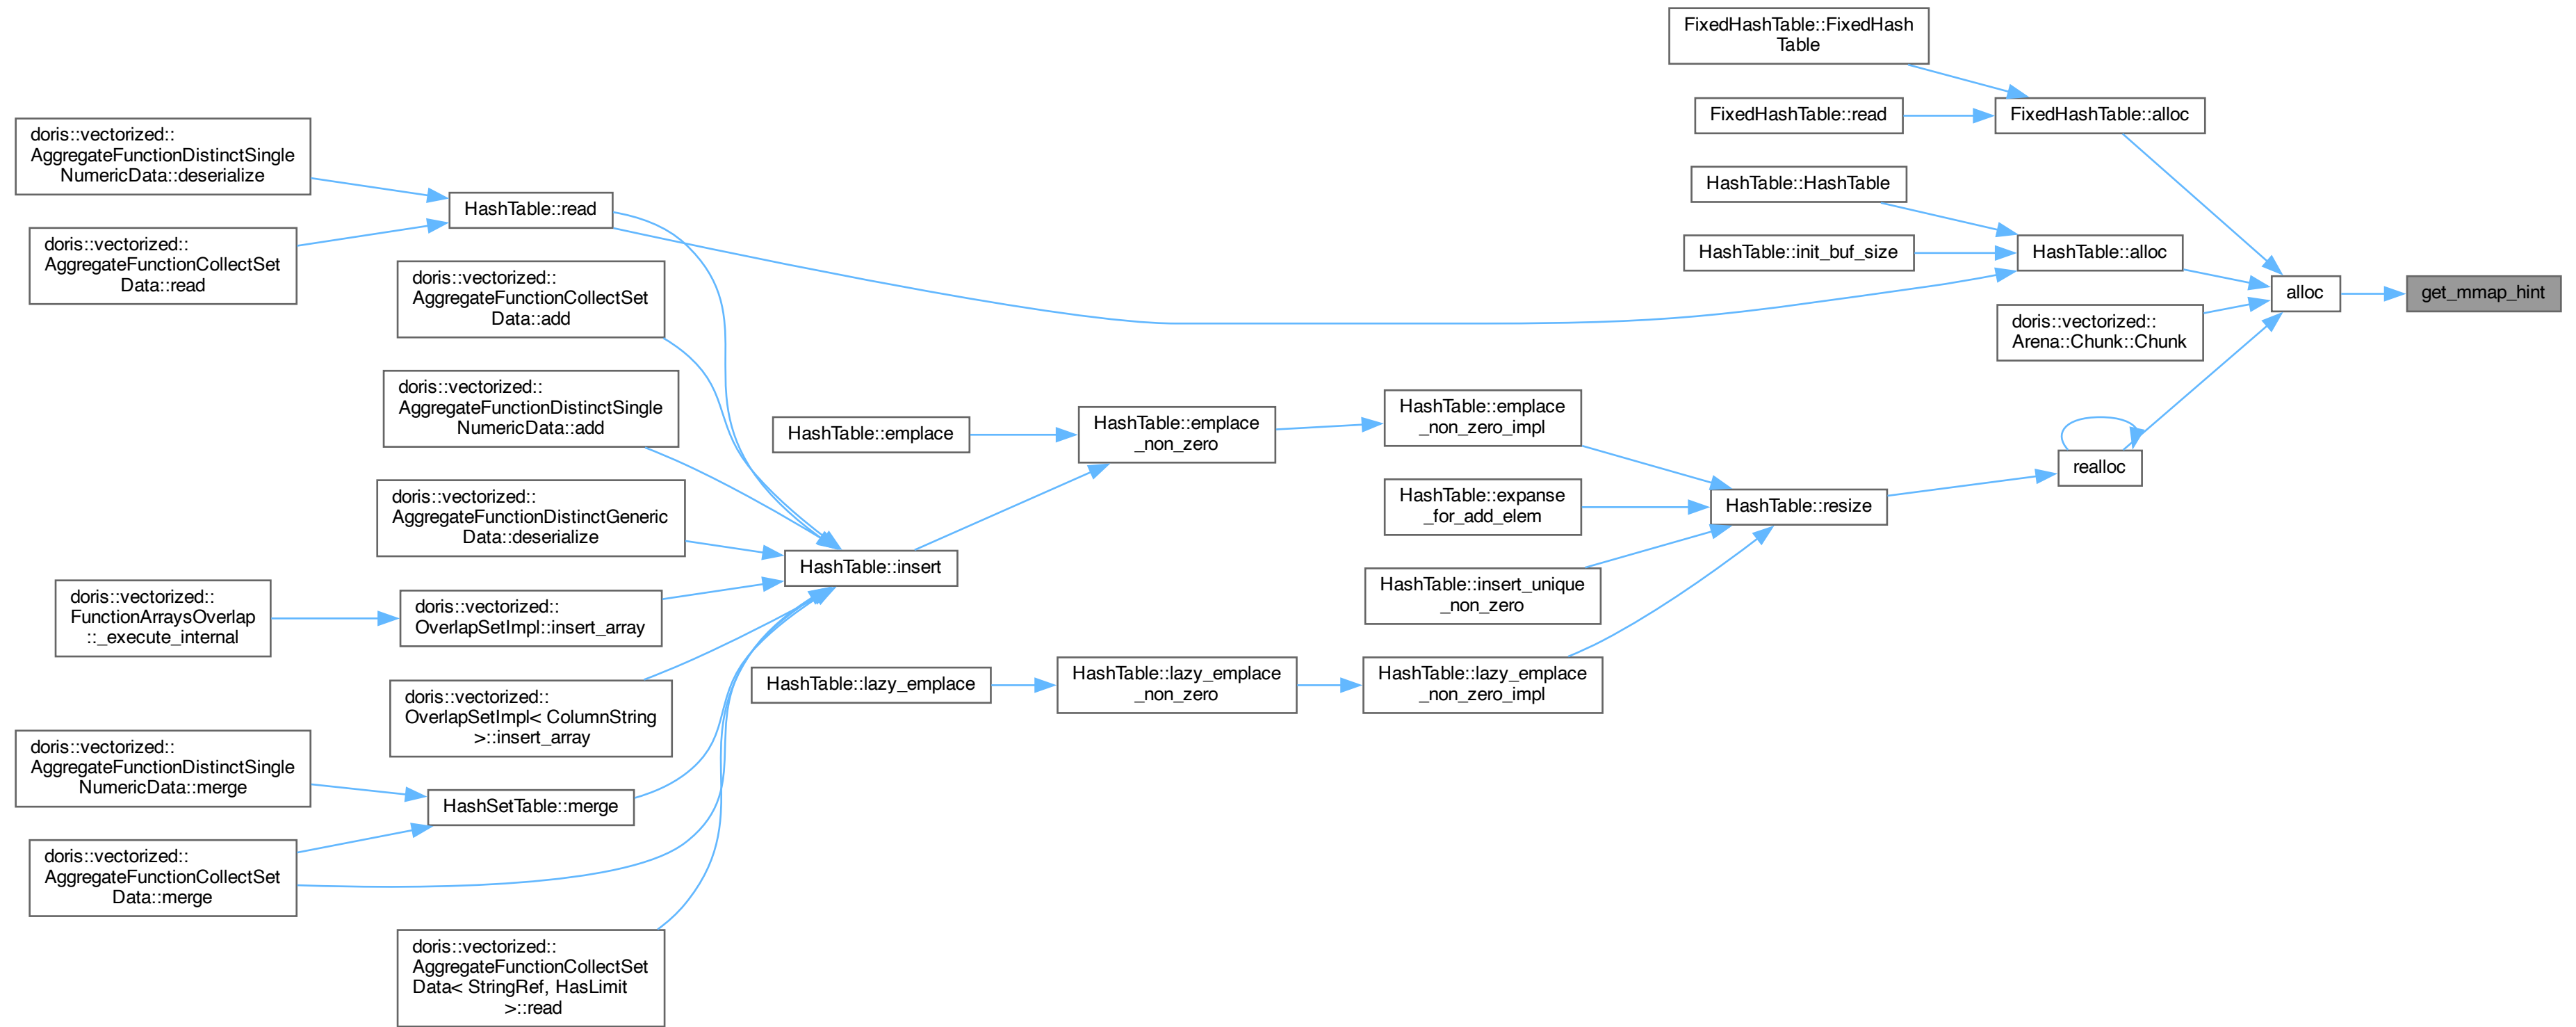 FixedHashTable::FixedHash
Table
FixedHashTable::read
FixedHashTable::alloc
HashTable::HashTable
HashTable::init_buf_size
HashTable::alloc
alloc
get_mmap_hint
doris::vectorized::
Arena::Chunk::Chunk
realloc
doris::vectorized::
AggregateFunctionDistinctSingle
NumericData::deserialize
HashTable::read
doris::vectorized::
AggregateFunctionCollectSet
Data::read
doris::vectorized::
AggregateFunctionCollectSet
Data::add
doris::vectorized::
AggregateFunctionDistinctSingle
NumericData::add
HashTable::emplace
HashTable::emplace
_non_zero
HashTable::emplace
_non_zero_impl
HashTable::expanse
_for_add_elem
HashTable::resize
doris::vectorized::
AggregateFunctionDistinctGeneric
Data::deserialize
HashTable::insert
HashTable::insert_unique
_non_zero
doris::vectorized::
FunctionArraysOverlap
::_execute_internal
doris::vectorized::
OverlapSetImpl::insert_array
HashTable::lazy_emplace
HashTable::lazy_emplace
_non_zero
HashTable::lazy_emplace
_non_zero_impl
doris::vectorized::
OverlapSetImpl< ColumnString
>::insert_array
doris::vectorized::
AggregateFunctionDistinctSingle
NumericData::merge
HashSetTable::merge
doris::vectorized::
AggregateFunctionCollectSet
Data::merge
doris::vectorized::
AggregateFunctionCollectSet
Data< StringRef, HasLimit
>::read